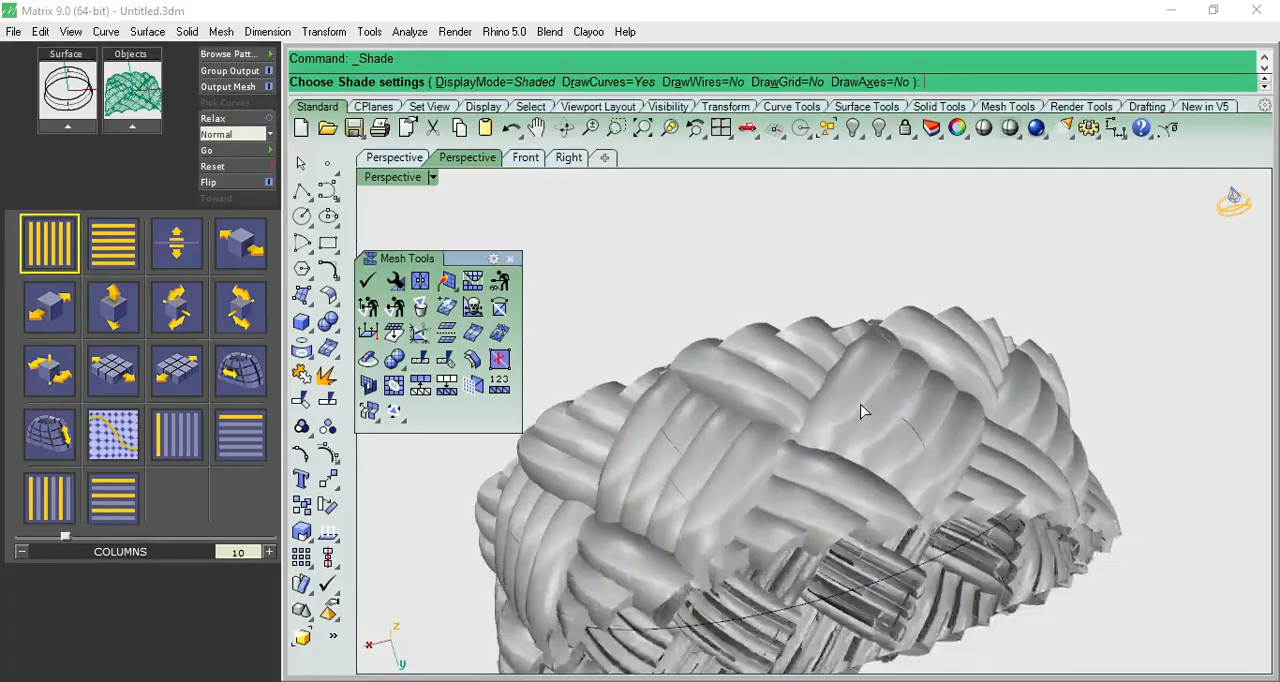 Matrix 9.0 (64-bit) - Untitled.3dm
File Edit View Curve Surface Solid Mesh Dimension Transform Tools Analyze Render Rhino 5.0 Blend Clayoo Help
Surface
Objects
Browse Patt...
Group Output
Output Mesh
Pick Curves
Relax
Normal
Go
Reset
Flip
Toward
COLUMNS
10
Command: _Shade
Choose Shade settings ( DisplayMode=Shaded DrawCurves=Yes DrawWires=No DrawGrid=No DrawAxes=No ):
Standard CPlanes Set View Display Select Viewport Layout Visibility Transform Curve Tools Surface Tools Solid Tools Mesh Tools Render Tools Drafting New in V5
Perspective Perspective Front Right
Perspective
Mesh Tools
123
z
x
y